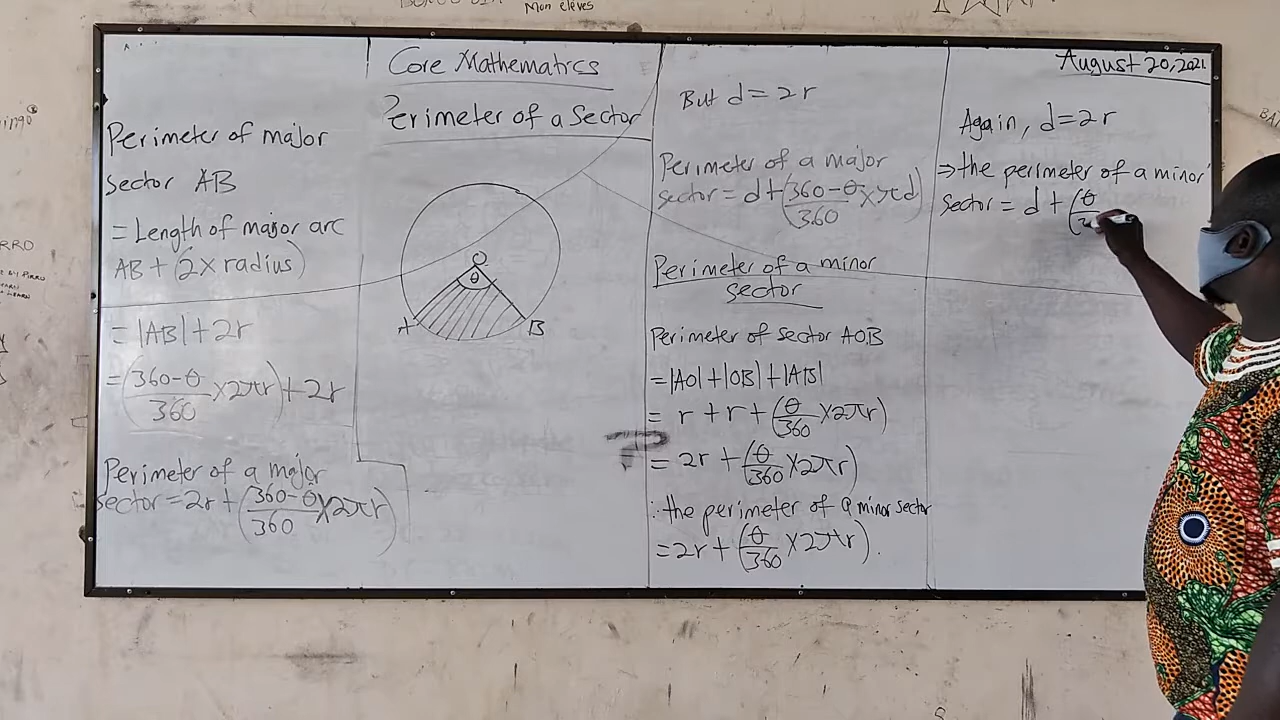 Mon élèves
Core Mathematics
Perimeter of a Sector
August 20, 2021
Perimeter of major
sector AB
= Length of major arc
AB + (2 x radius)
= |AB| + 2r
= (360-θ/360 x 2πr) + 2r
Perimeter of a major
sector = 2r + (360-θ/360 x 2πr)
O
θ
A
B
But d = 2r
Perimeter of a major
sector = d + (360-θ/360 x πd)
Perimeter of a minor
sector
Perimeter of sector AOB
= |AO| + |OB| + |AB|
= r + r + (θ/360 x 2πr)
= 2r + (θ/360 x 2πr)
∴ the perimeter of a minor sector
= 2r + (θ/360 x 2πr).
Again, d = 2r
⇒ the perimeter of a minor
sector = d + (θ/